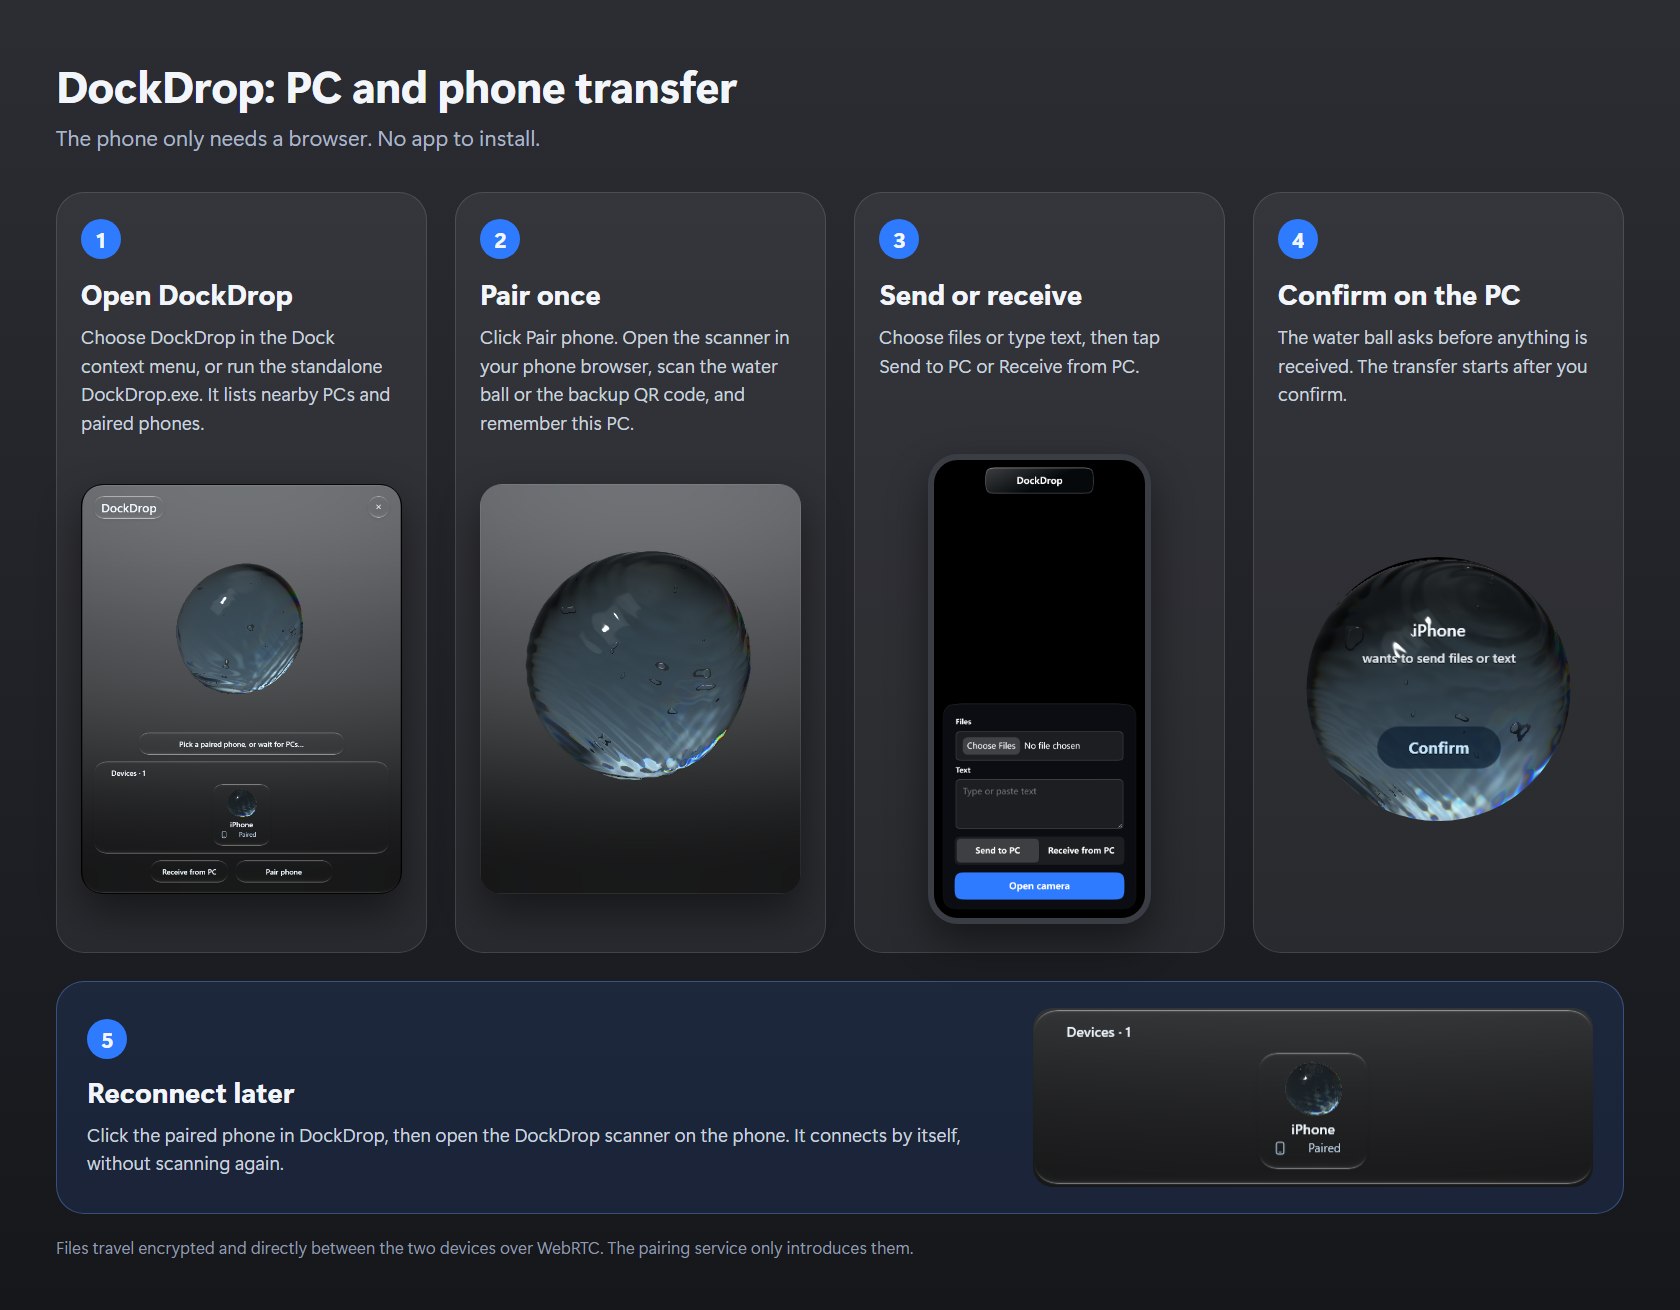 DockDrop: PC and phone transfer
The phone only needs a browser. No app to install.
1
Open DockDrop
Choose DockDrop in the Dock
context menu, or run the standalone
DockDrop.exe. It lists nearby PCs and
paired phones.
DockDrop
×
Pick a paired phone, or wait for PCs...
Devices · 1
iPhone
Paired
Receive from PC
Pair phone
2
Pair once
Click Pair phone. Open the scanner in
your phone browser, scan the water
ball or the backup QR code, and
remember this PC.
3
Send or receive
Choose files or type text, then tap
Send to PC or Receive from PC.
DockDrop
Files
Choose Files No file chosen
Text
Type or paste text
Send to PC
Receive from PC
Open camera
4
Confirm on the PC
The water ball asks before anything is
received. The transfer starts after you
confirm.
iPhone
wants to send files or text
Confirm
5
Reconnect later
Click the paired phone in DockDrop, then open the DockDrop scanner on the phone. It connects by itself,
without scanning again.
Devices · 1
iPhone
Paired
Files travel encrypted and directly between the two devices over WebRTC. The pairing service only introduces them.